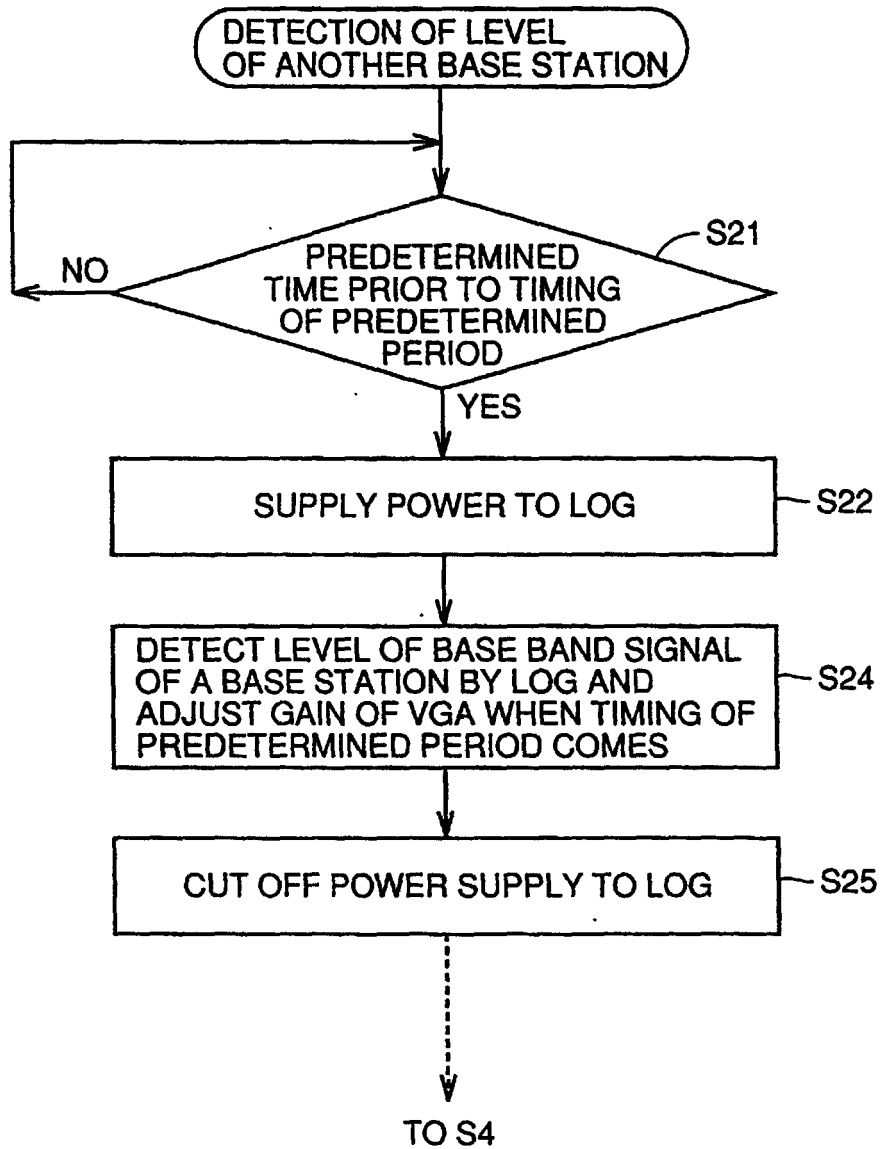 DETECTION OF LEVEL
OF ANOTHER BASE STATION
S21
NO
PREDETERMINED
TIME PRIOR TO TIMING
OF PREDETERMINED
PERIOD
YES
SUPPLY POWER TO LOG
S22
DETECT LEVEL OF BASE BAND SIGNAL
OF A BASE STATION BY LOG AND
ADJUST GAIN OF VGA WHEN TIMING OF
PREDETERMINED PERIOD COMES
S24
CUT OFF POWER SUPPLY TO LOG
S25
TO S4